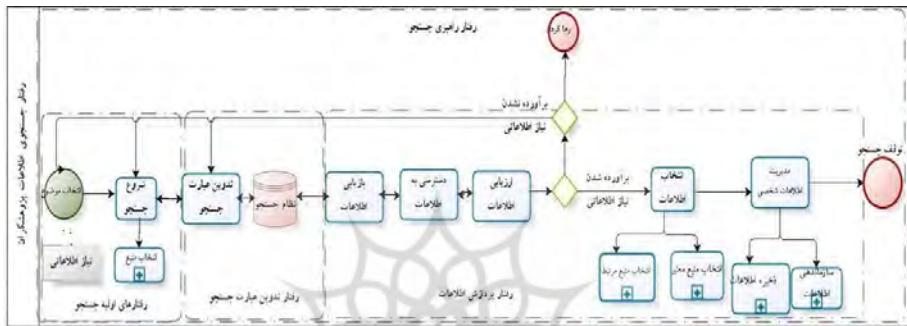 رفتار جستجوی اطلاعات پژوهشگران
رفتار راهبری جستجو
رها کردن
برآورده نشدن
نیاز اطلاعاتی
توقف جستجو
انتخاب موضوع
شروع
جستجو
تدوین عبارت
جستجو
نظام جستجو
بازیابی
اطلاعات
دسترسی به
اطلاعات
ارزیابی
اطلاعات
برآورده شدن
نیاز اطلاعاتی
انتخاب
اطلاعات
مدیریت
اطلاعات شخصی
نیاز اطلاعاتی
انتخاب منبع
انتخاب منبع مرتبط
انتخاب منبع معتبر
ذخیره اطلاعات
سازماندهی
اطلاعات
رفتارهای اولیه جستجو
رفتار تدوین عبارت جستجو
رفتار پردازش اطلاعات